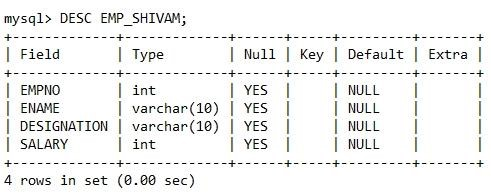 mysql> DESC EMP_SHIVAM;
+-------------+-------------+------+-----+---------+-------+
| Field       | Type        | Null | Key | Default | Extra |
+-------------+-------------+------+-----+---------+-------+
| EMPNO       | int         | YES  |     | NULL    |       |
| ENAME       | varchar(10) | YES  |     | NULL    |       |
| DESIGNATION | varchar(10) | YES  |     | NULL    |       |
| SALARY      | int         | YES  |     | NULL    |       |
+-------------+-------------+------+-----+---------+-------+
4 rows in set (0.00 sec)